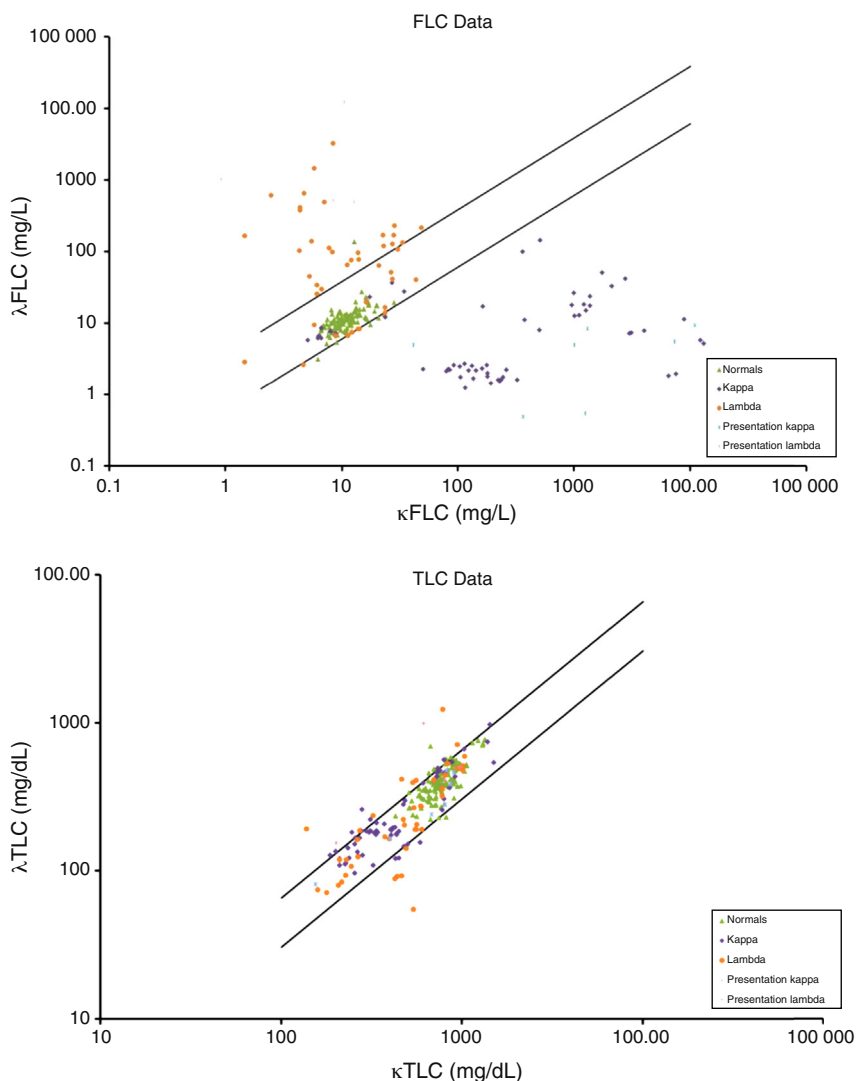 FLC Data
100 000
100.00
1000
100
10
1
0.1
λFLC (mg/L)
0.1
1
10
100
1000
100.00
100 000
κFLC (mg/L)
Normals
Kappa
Lambda
Presentation kappa
Presentation lambda
TLC Data
100.00
1000
100
10
λTLC (mg/dL)
10
100
1000
100.00
100 000
κTLC (mg/dL)
Normals
Kappa
Lambda
Presentation kappa
Presentation lambda